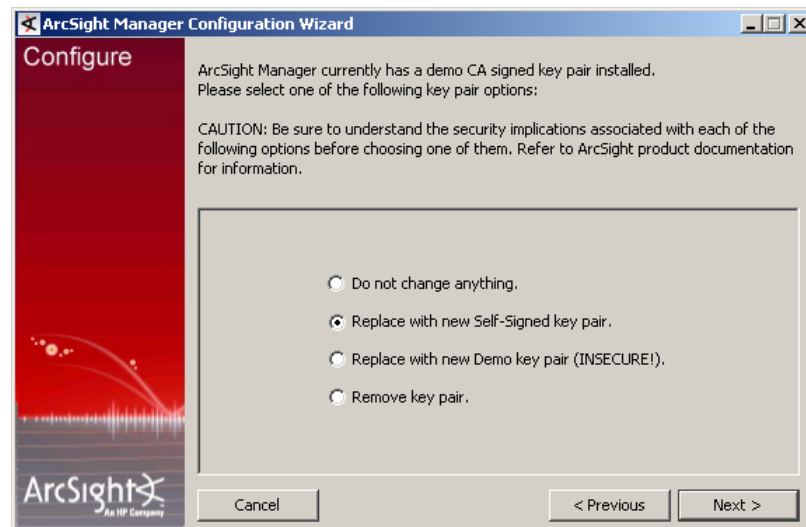 ArcSight Manager Configuration Wizard
Configure
ArcSight Manager currently has a demo CA signed key pair installed.
Please select one of the following key pair options:
CAUTION: Be sure to understand the security implications associated with each of the
following options before choosing one of them. Refer to ArcSight product documentation
for information.
Do not change anything.
Replace with new Self-Signed key pair.
Replace with new Demo key pair (INSECURE!).
Remove key pair.
ArcSight
An HP Company
Cancel
< Previous
Next >